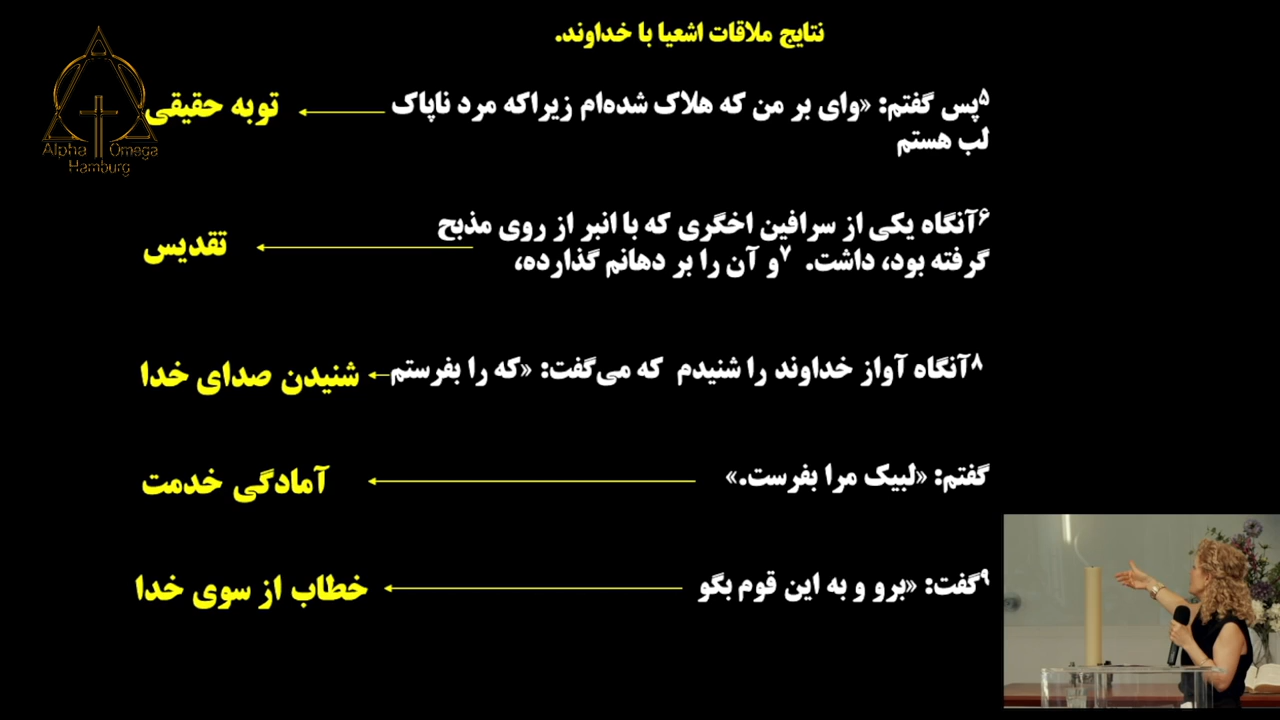 نتایج ملاقات اشعیا با خداوند.
۵پس گفتم: «وای بر من که هلاک شده‌ام زیراکه مرد ناپاک
لب هستم
توبه حقیقی
۶آنگاه یکی از سرافین اخگری که با انبر از روی مذبح
گرفته بود، داشت. ۷و آن را بر دهانم گذارده،
تقدیس
۸آنگاه آواز خداوند را شنیدم که می‌گفت: «که را بفرستم
شنیدن صدای خدا
گفتم: «لبیک مرا بفرست.»
آمادگی خدمت
۹گفت: «برو و به این قوم بگو
خطاب از سوی خدا
Alpha Omega
Hamburg